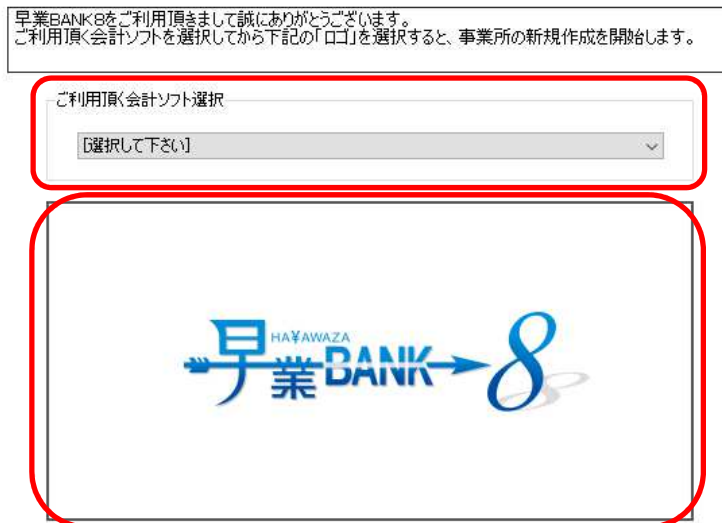 早業BANK8をご利用頂きまして誠にありがとうございます。
ご利用頂く会計ソフトを選択してから下記の「ロゴ」を選択すると、事業所の新規作成を開始します。
ご利用頂く会計ソフト選択
[選択して下さい]
HA¥AWAZA
早業BANK8